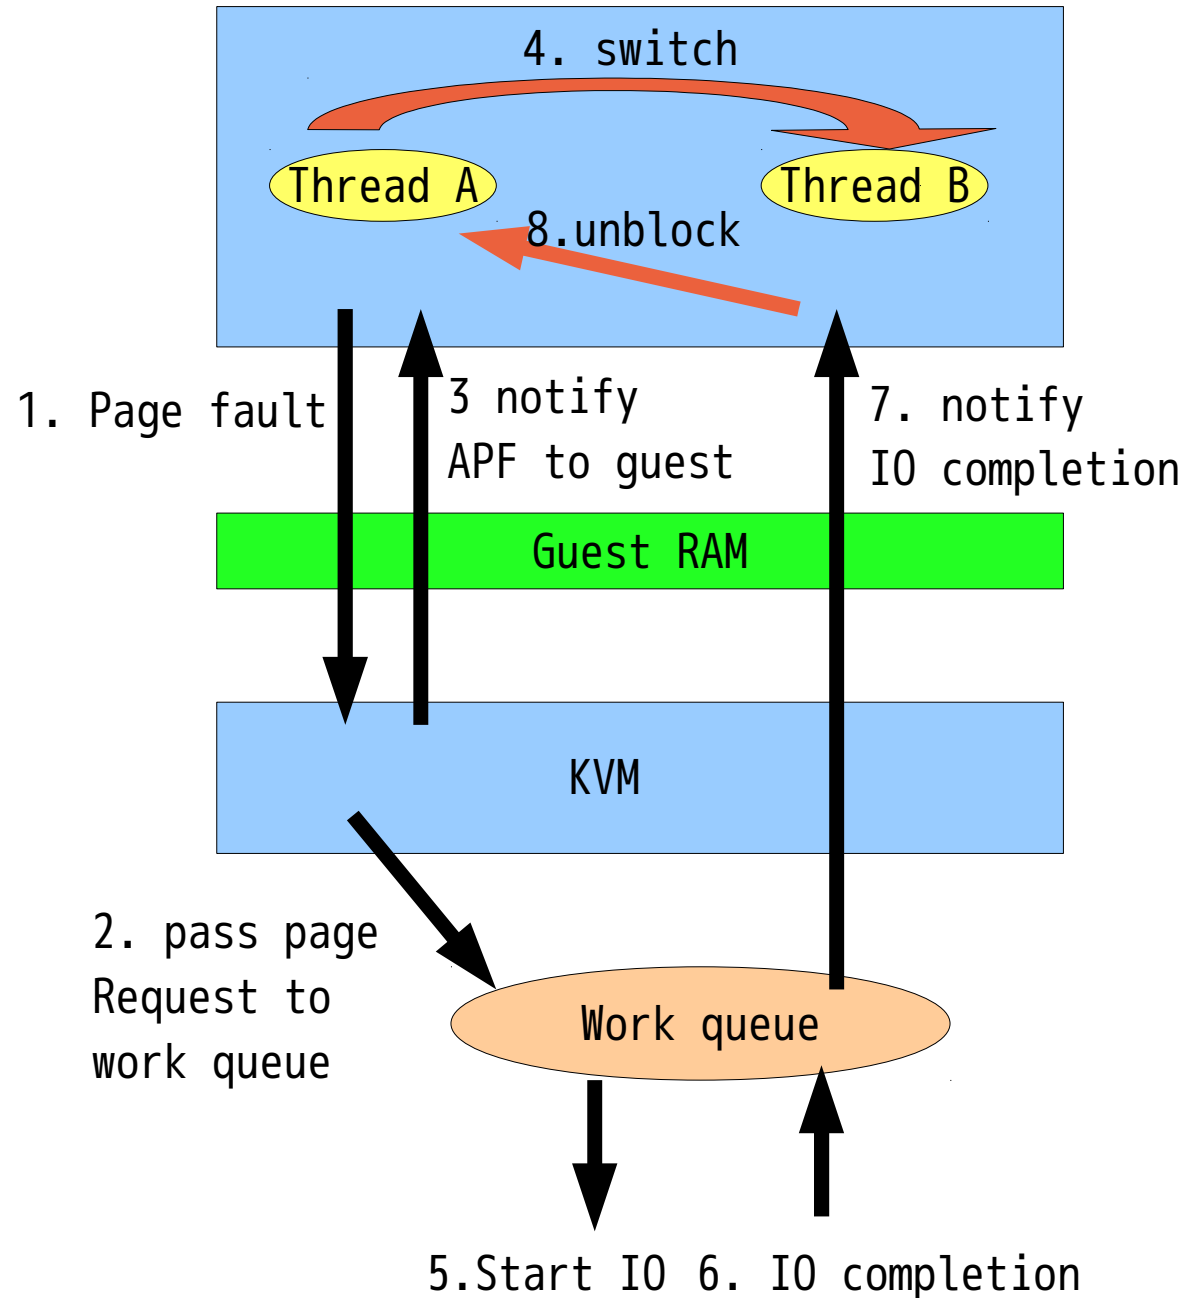 4. switch
Thread A
Thread B
8.unblock
1. Page fault
3 notify
APF to guest
7. notify
IO completion
Guest RAM
KVM
2. pass page
Request to
work queue
Work queue
5.Start IO
6. IO completion